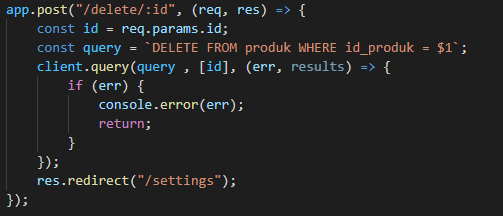 app.post("/delete/:id", (req, res) => {
    const id = req.params.id;
    const query = `DELETE FROM produk WHERE id_produk = $1`;
    client.query(query , [id], (err, results) => {
        if (err) {
            console.error(err);
            return;
        }
    });
    res.redirect("/settings");
});